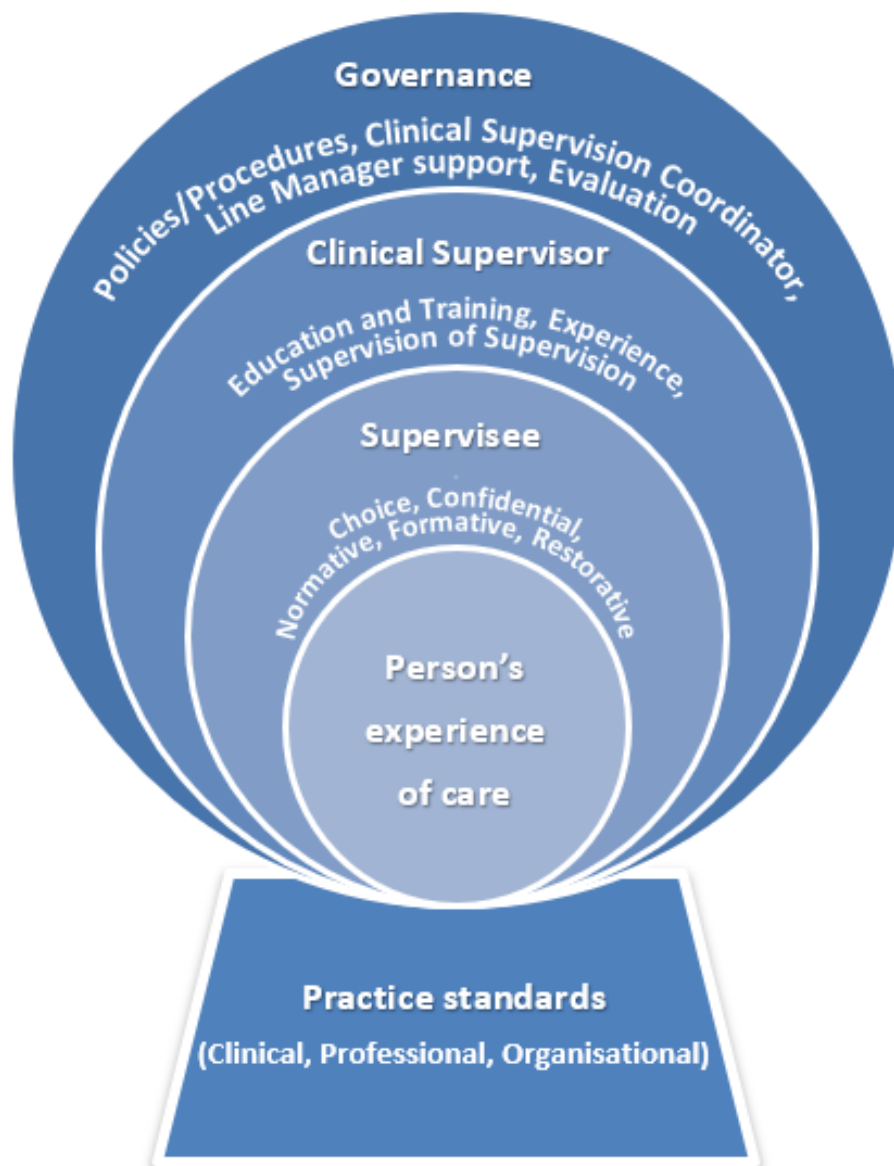 Governance
Policies/Procedures, Clinical Supervision Coordinator,
Line Manager support, Evaluation
Clinical Supervisor
Education and Training, Experience,
Supervision of Supervision
Supervisee
Choice, Confidential,
Normative, Formative, Restorative
Person’s
experience
of care
Practice standards
(Clinical, Professional, Organisational)